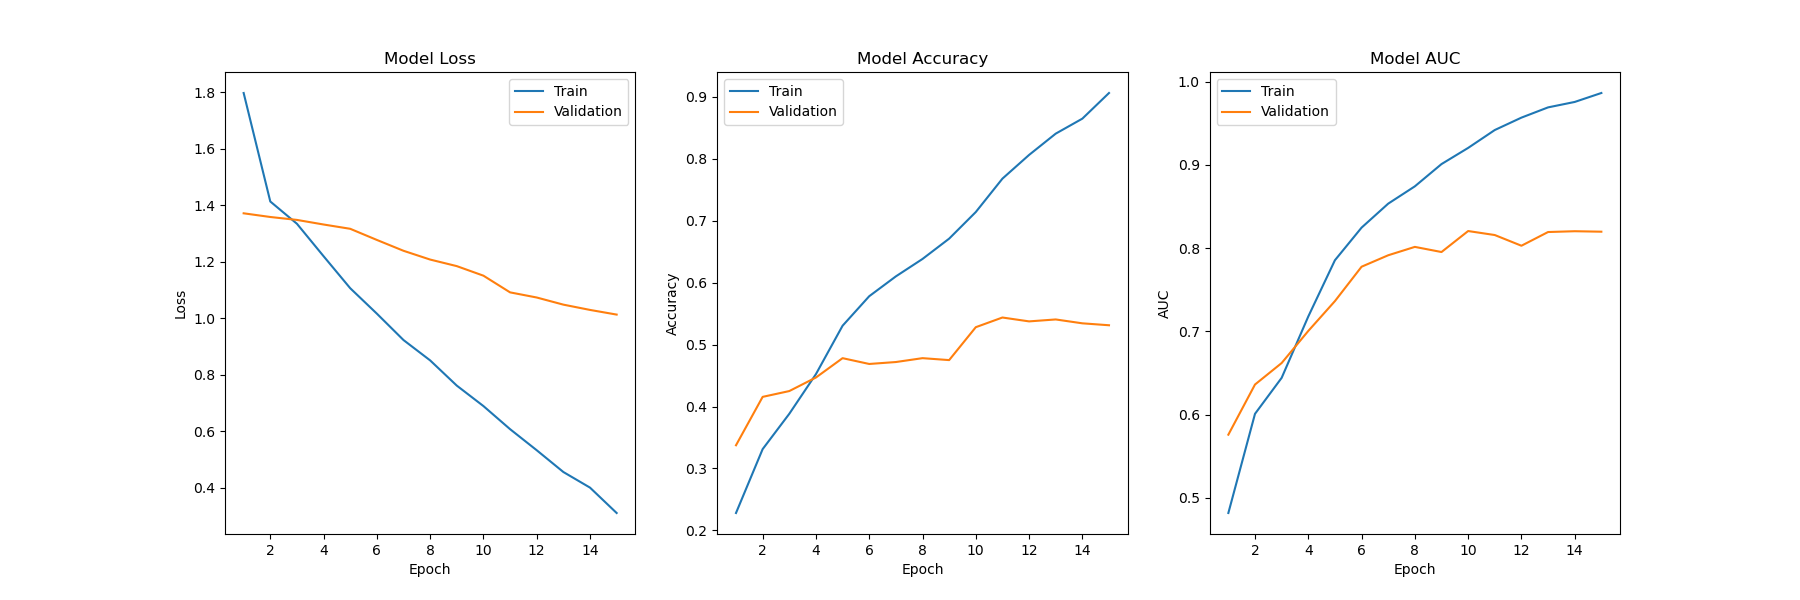 Model Loss
1.8
1.6
1.4
1.2
1.0
0.8
0.6
0.4
Loss
2 4 6 8 10 12 14
Epoch
Train
Validation
Model Accuracy
0.9
0.8
0.7
0.6
0.5
0.4
0.3
0.2
Accuracy
2 4 6 8 10 12 14
Epoch
Train
Validation
Model AUC
1.0
0.9
0.8
0.7
0.6
0.5
AUC
2 4 6 8 10 12 14
Epoch
Train
Validation